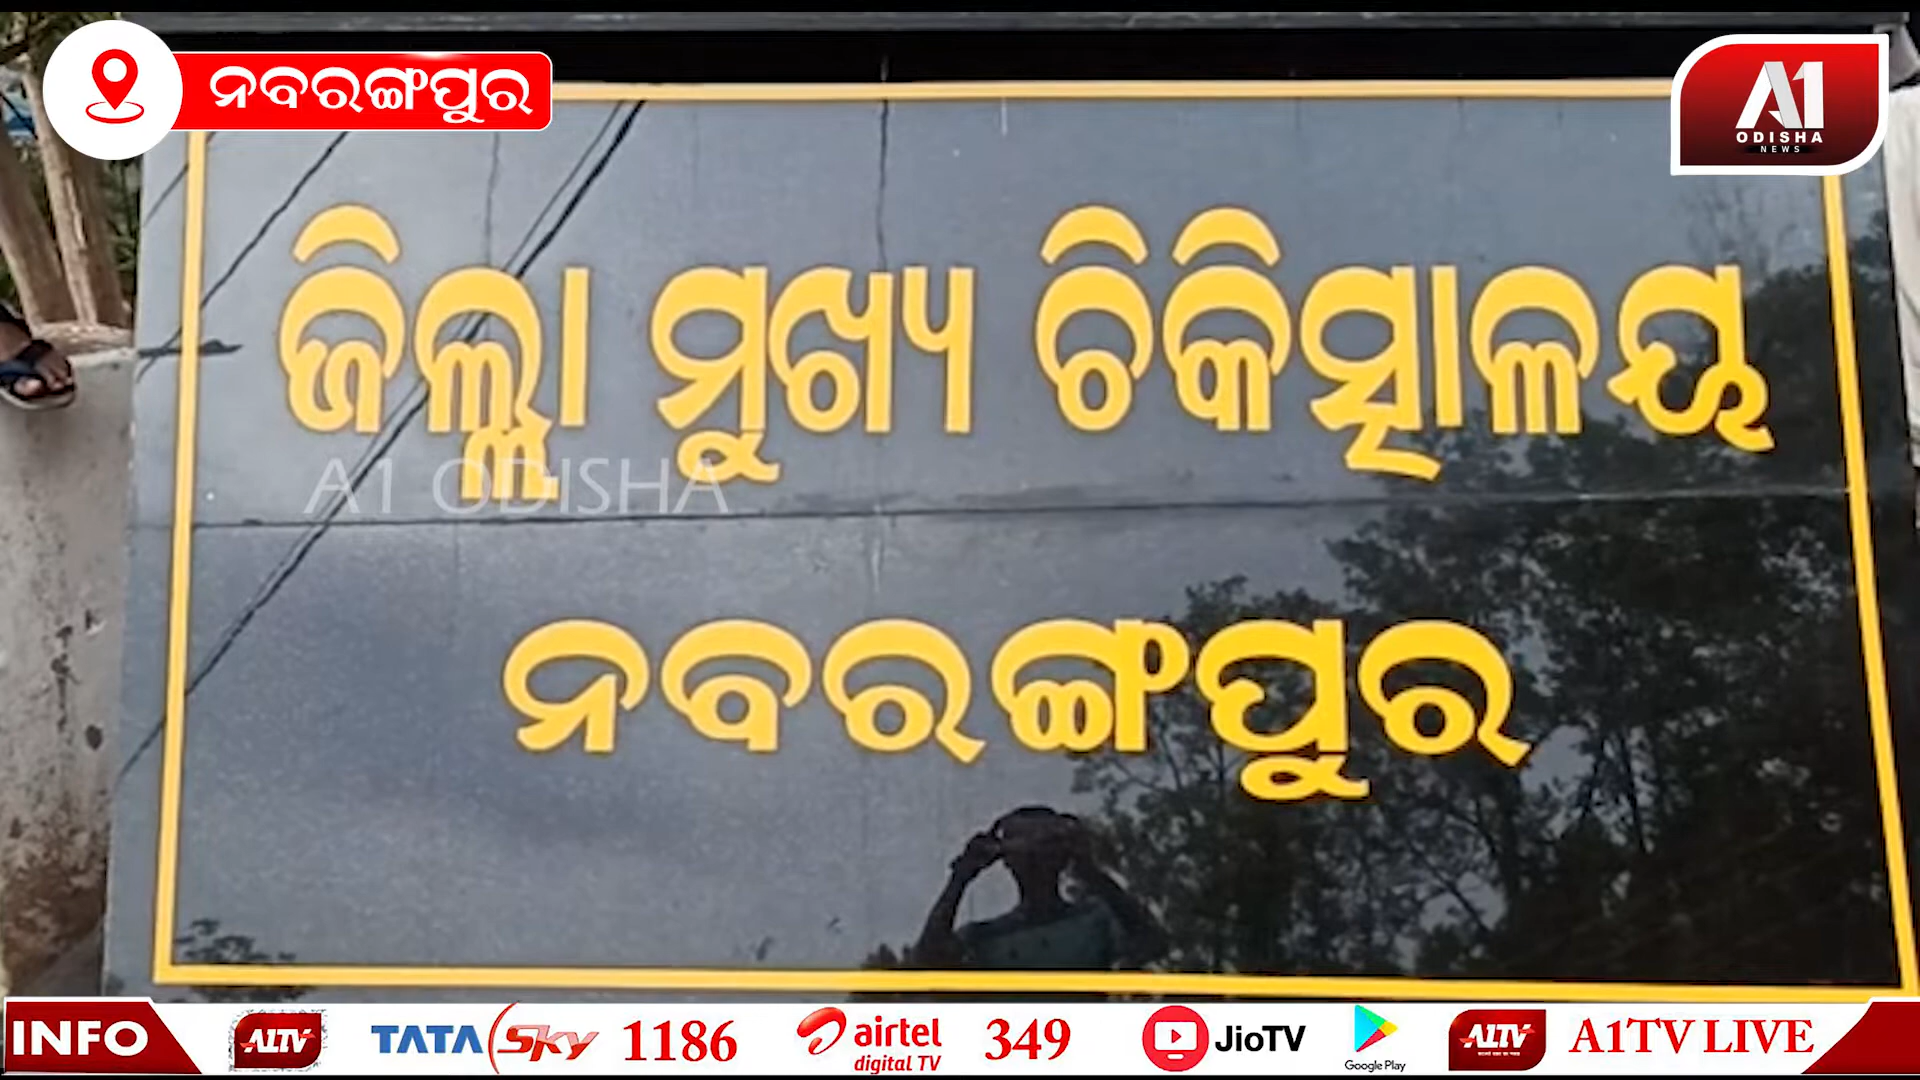 ନବରଙ୍ଗପୁର
A1
ODISHA
NEWS
ଜିଲ୍ଲା ମୁଖ୍ୟ ଚିକିତ୍ସାଳୟ
A1 ODISHA
ନବରଙ୍ଗପୁର
INFO A1TV TATA Sky 1186 airtel digital TV 349 JioTV Google Play A1TV A1TV LIVE